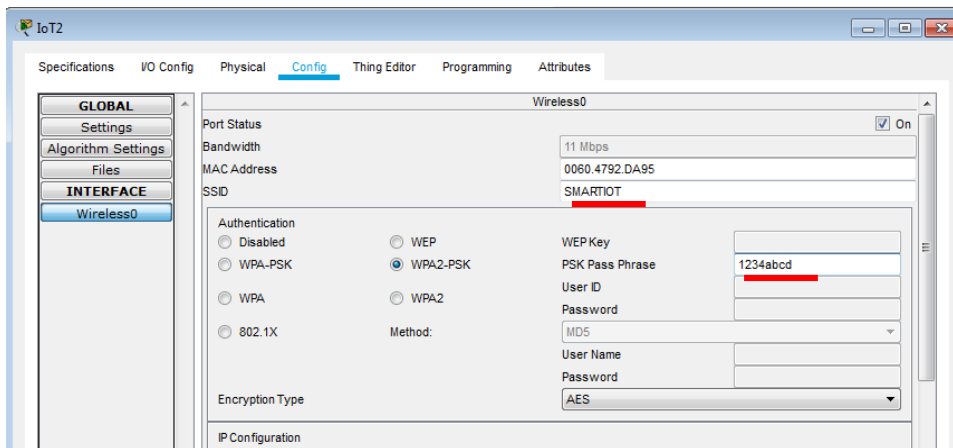 IoT2
Specifications I/O Config Physical Config Thing Editor Programming Attributes
GLOBAL
Settings
Algorithm Settings
Files
INTERFACE
Wireless0
Wireless0
Port Status On
Bandwidth 11 Mbps
MAC Address 0060.4792.DA95
SSID SMARTIOT
Authentication
Disabled WEP WEP Key
WPA-PSK WPA2-PSK PSK Pass Phrase 1234abcd
User ID
WPA WPA2
Password
802.1X Method: MD5
User Name
Password
Encryption Type AES
IP Configuration